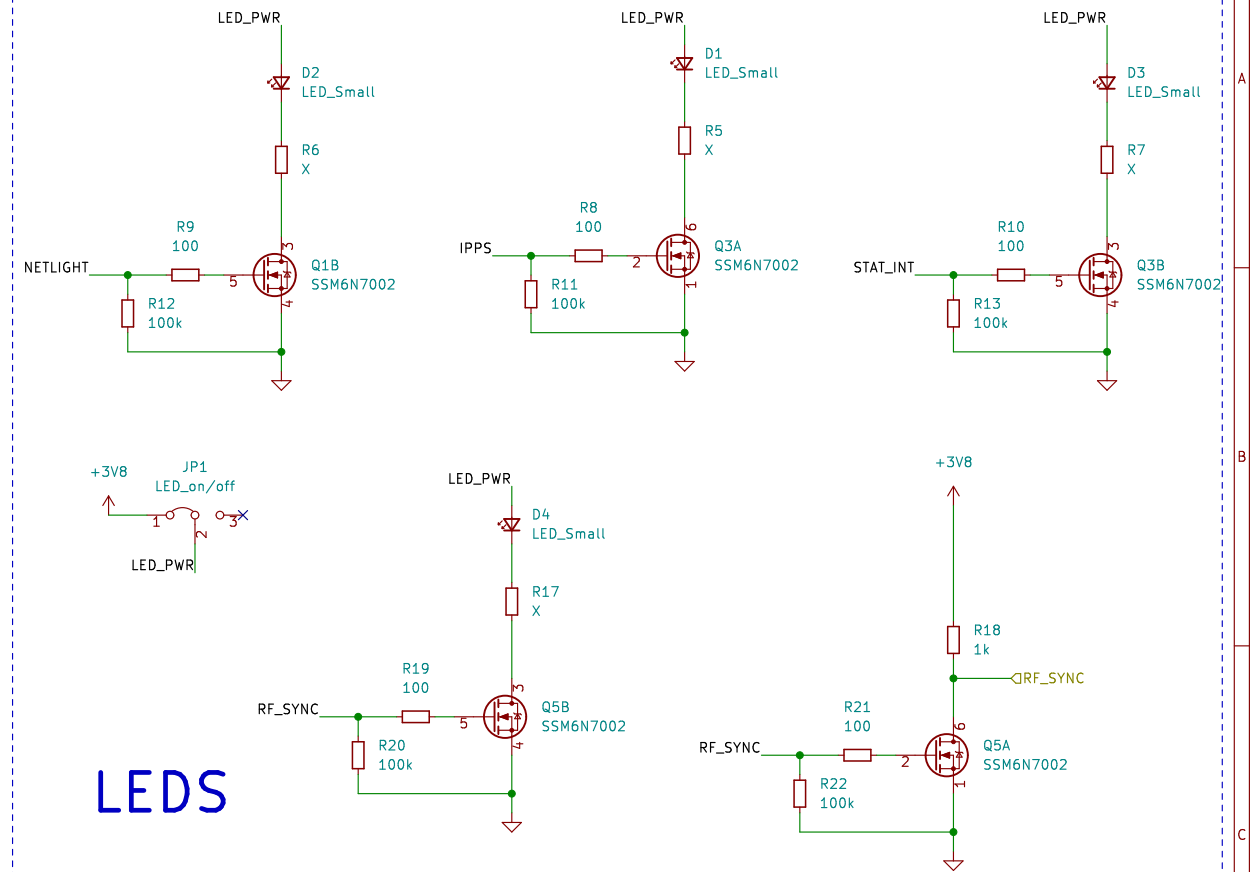 LED_PWR
D2
LED_Small
R6
X
R9
100
NETLIGHT
5
3
4
Q1B
SSM6N7002
R12
100k
LED_PWR
D1
LED_Small
R5
X
R8
100
IPPS
2
6
1
Q3A
SSM6N7002
R11
100k
LED_PWR
D3
LED_Small
R7
X
R10
100
STAT_INT
5
3
4
Q3B
SSM6N7002
R13
100k
A
B
C
+3V8
JP1
LED_on/off
1
2
3
LED_PWR
LED_PWR
D4
LED_Small
R17
X
R19
100
RF_SYNC
5
3
4
Q5B
SSM6N7002
R20
100k
+3V8
R18
1k
RF_SYNC
R21
100
RF_SYNC
2
6
1
Q5A
SSM6N7002
R22
100k
LEDS